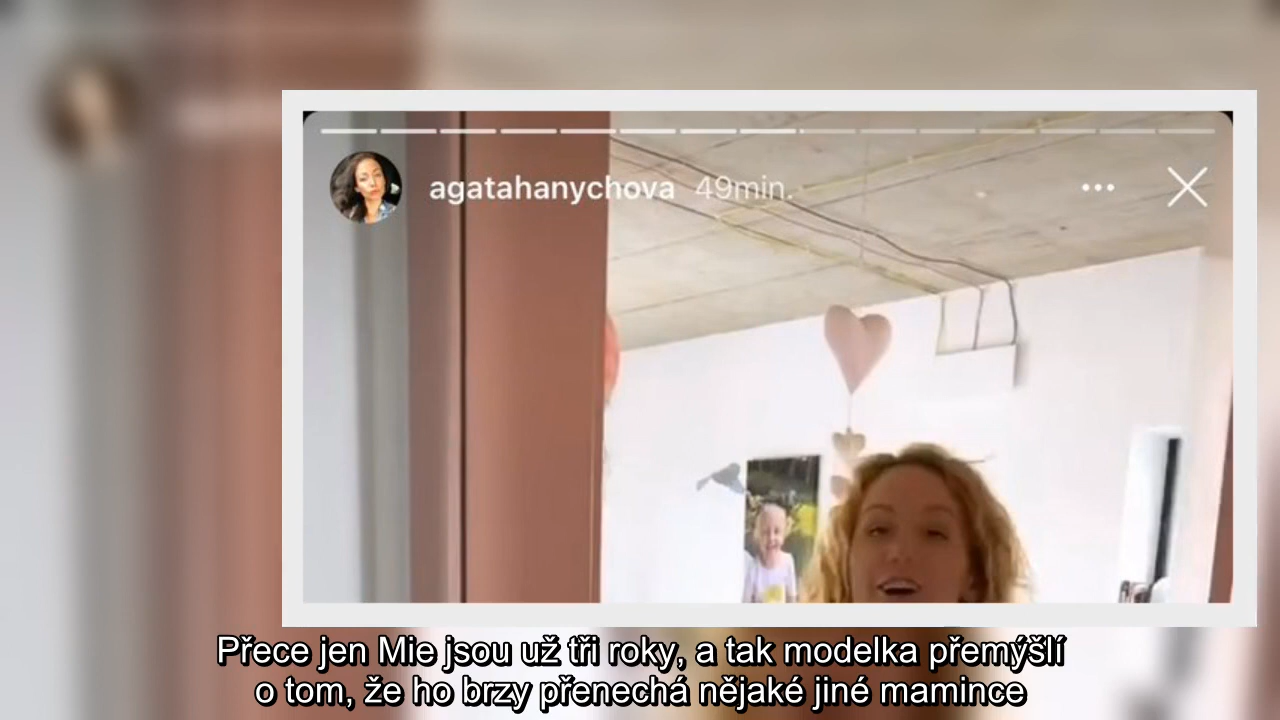 agatahanychova 49min.
Přece jen Mie jsou už tři roky, a tak modelka přemýšlí
o tom, že ho brzy přenechá nějaké jiné mamince